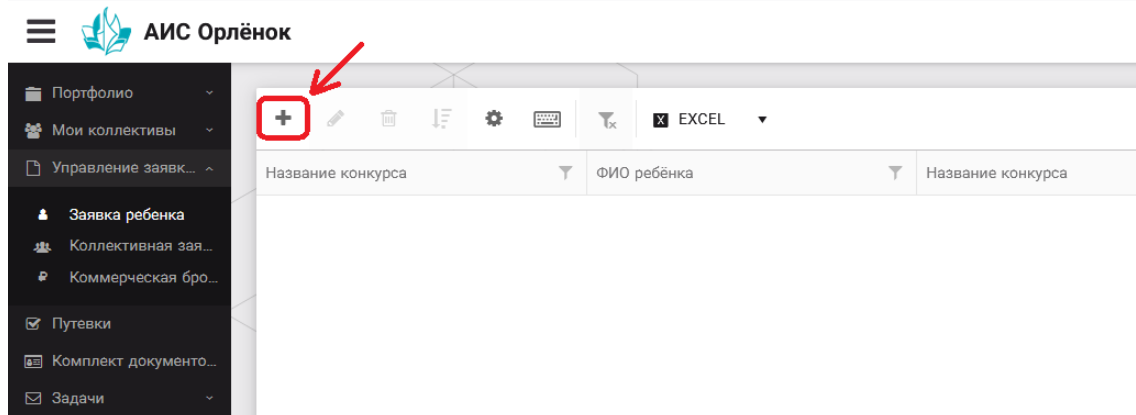 АИС Орлёнок
Портфолио
Мои коллективы
Управление заявк...
Заявка ребенка
Коллективная зая...
Коммерческая бро...
Путевки
Комплект документо...
Задачи
EXCEL
Название конкурса ФИО ребёнка Название конкурса